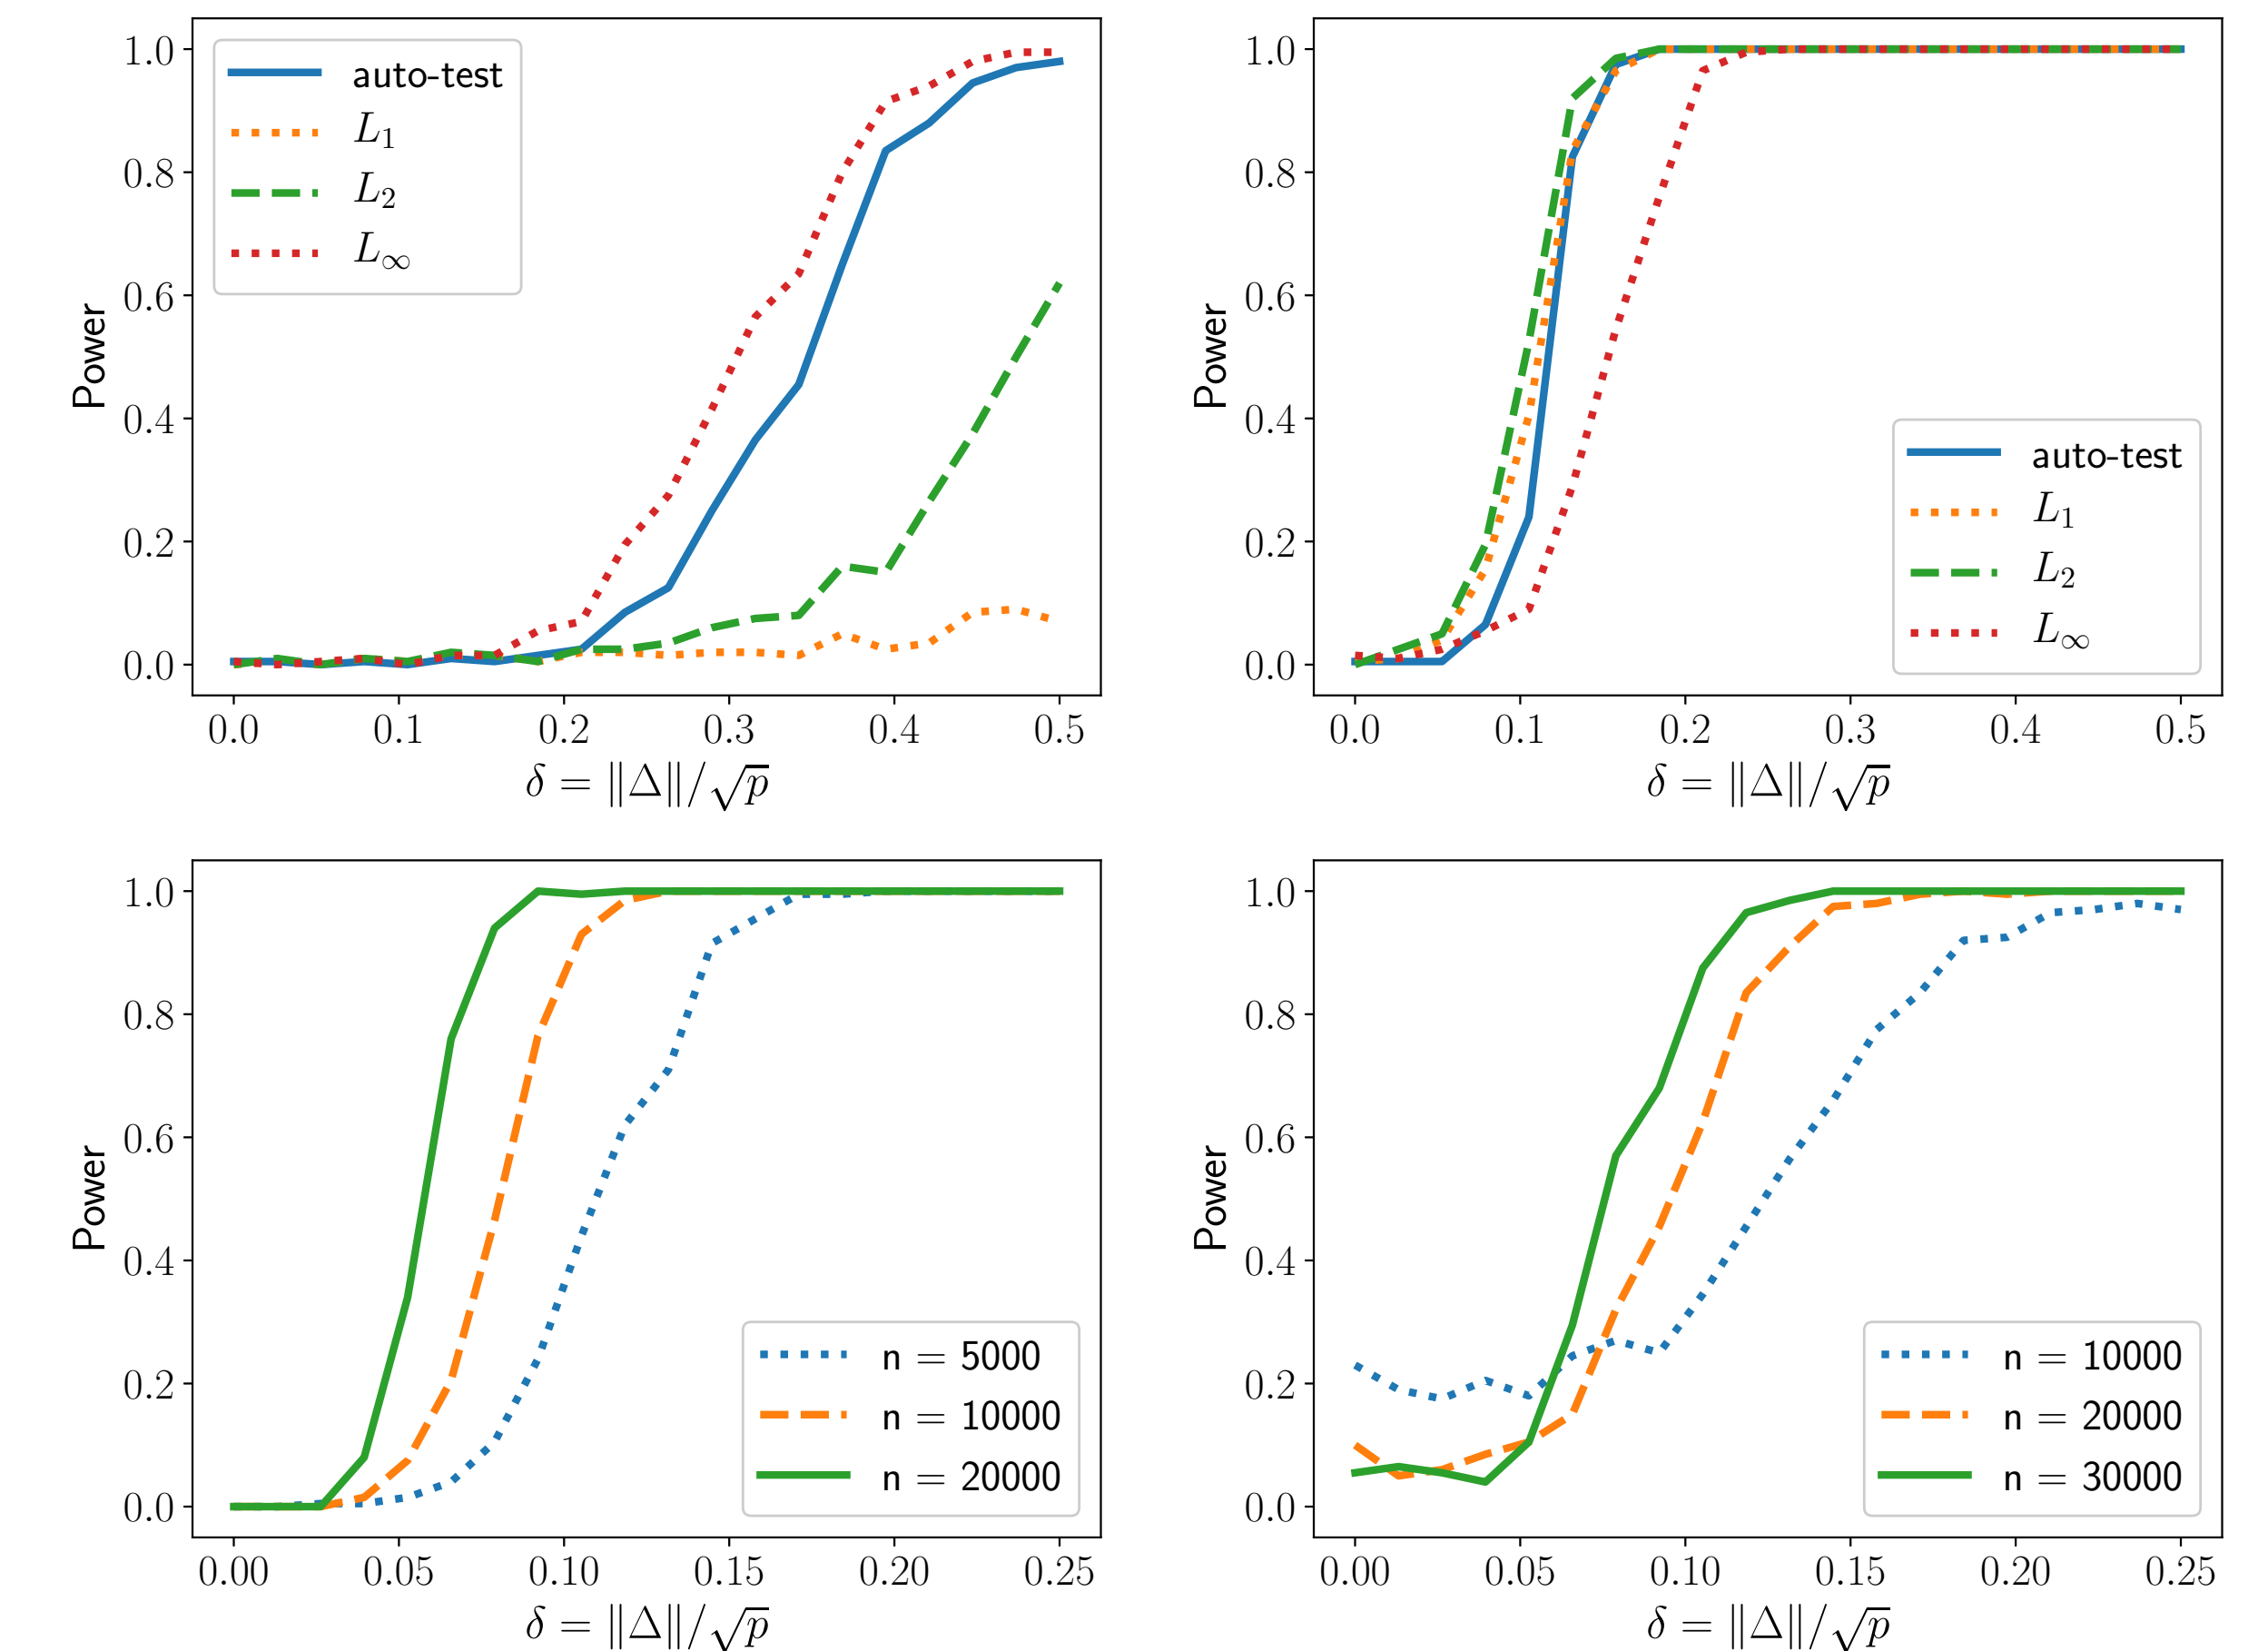 Power
1.0
0.8
0.6
0.4
0.2
0.0
auto-test
L₁
L₂
L∞
0.0 0.1 0.2 0.3 0.4 0.5
δ = ‖Δ‖/√p
Power
1.0
0.8
0.6
0.4
0.2
0.0
auto-test
L₁
L₂
L∞
0.0 0.1 0.2 0.3 0.4 0.5
δ = ‖Δ‖/√p
Power
1.0
0.8
0.6
0.4
0.2
0.0
n = 5000
n = 10000
n = 20000
0.00 0.05 0.10 0.15 0.20 0.25
δ = ‖Δ‖/√p
Power
1.0
0.8
0.6
0.4
0.2
0.0
n = 10000
n = 20000
n = 30000
0.00 0.05 0.10 0.15 0.20 0.25
δ = ‖Δ‖/√p